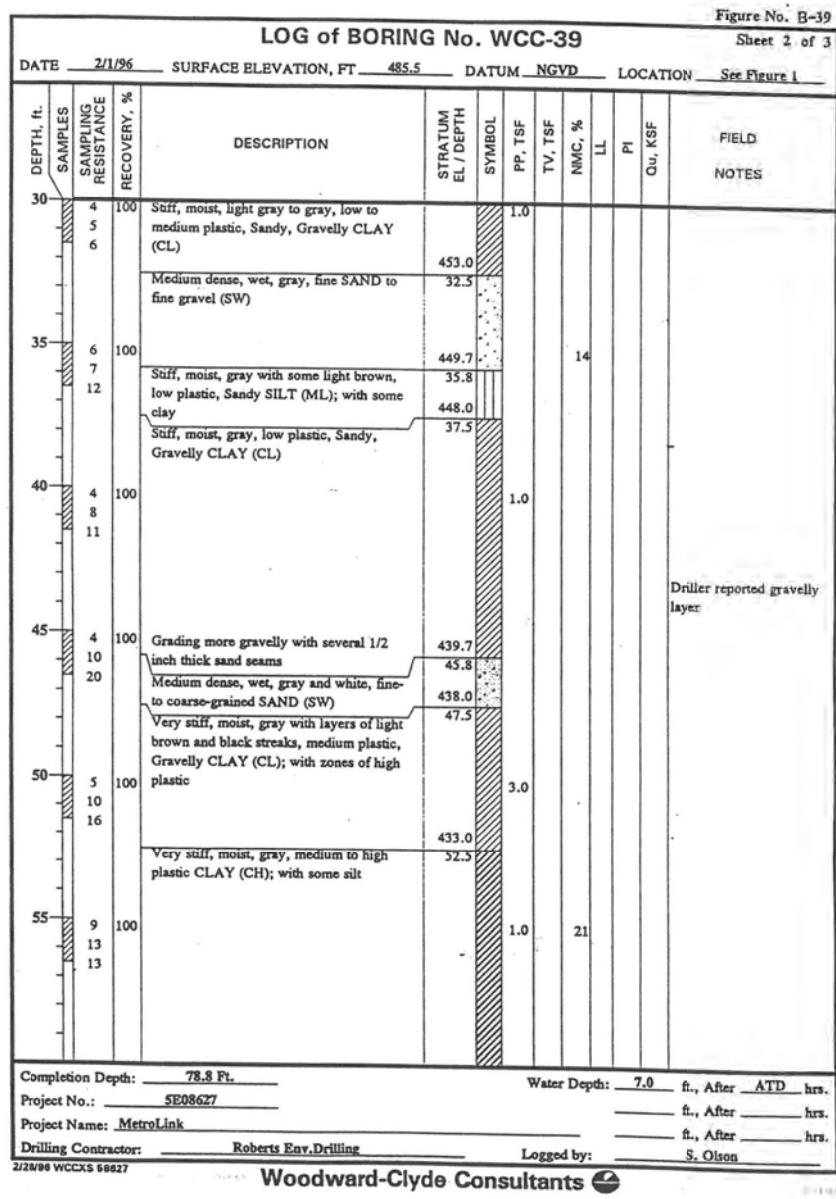 Figure No. B-39
LOG of BORING No. WCC-39
Sheet 2 of 3
DATE 2/1/96 SURFACE ELEVATION, FT 485.5 DATUM NGVD LOCATION See Figure 1
DEPTH, ft.
SAMPLES
SAMPLING RESISTANCE
RECOVERY, %
DESCRIPTION
STRATUM EL / DEPTH
SYMBOL
PP, TSF
TV, TSF
NMC, %
LL
PI
Qu, KSF
FIELD
NOTES
30 4 100 Stiff, moist, light gray to gray, low to 1.0
5 medium plastic, Sandy, Gravelly CLAY
6 (CL)
453.0
Medium dense, wet, gray, fine SAND to 32.5
fine gravel (SW)
35 6 100 449.7 14
7 Stiff, moist, gray with some light brown, 35.8
12 low plastic, Sandy SILT (ML); with some 448.0
clay 37.5
Stiff, moist, gray, low plastic, Sandy,
Gravelly CLAY (CL)
40 4 100 1.0
8
11
Driller reported gravelly
layer
45 4 100 Grading more gravelly with several 1/2 439.7
10 inch thick sand seams 45.8
20 Medium dense, wet, gray and white, fine- 438.0
to coarse-grained SAND (SW) 47.5
Very stiff, moist, gray with layers of light
brown and black streaks, medium plastic,
Gravelly CLAY (CL); with zones of high
50 5 100 plastic 3.0
10
16
433.0
Very stiff, moist, gray, medium to high 52.5
plastic CLAY (CH); with some silt
55 9 100 1.0 21
13
13
Completion Depth: 78.8 Ft. Water Depth: 7.0 ft., After ATD hrs.
Project No.: 5E08627 ft., After hrs.
Project Name: MetroLink ft., After hrs.
Drilling Contractor: Roberts Env.Drilling Logged by: S. Olson
2/28/96 WCCXS 58627
Woodward-Clyde Consultants